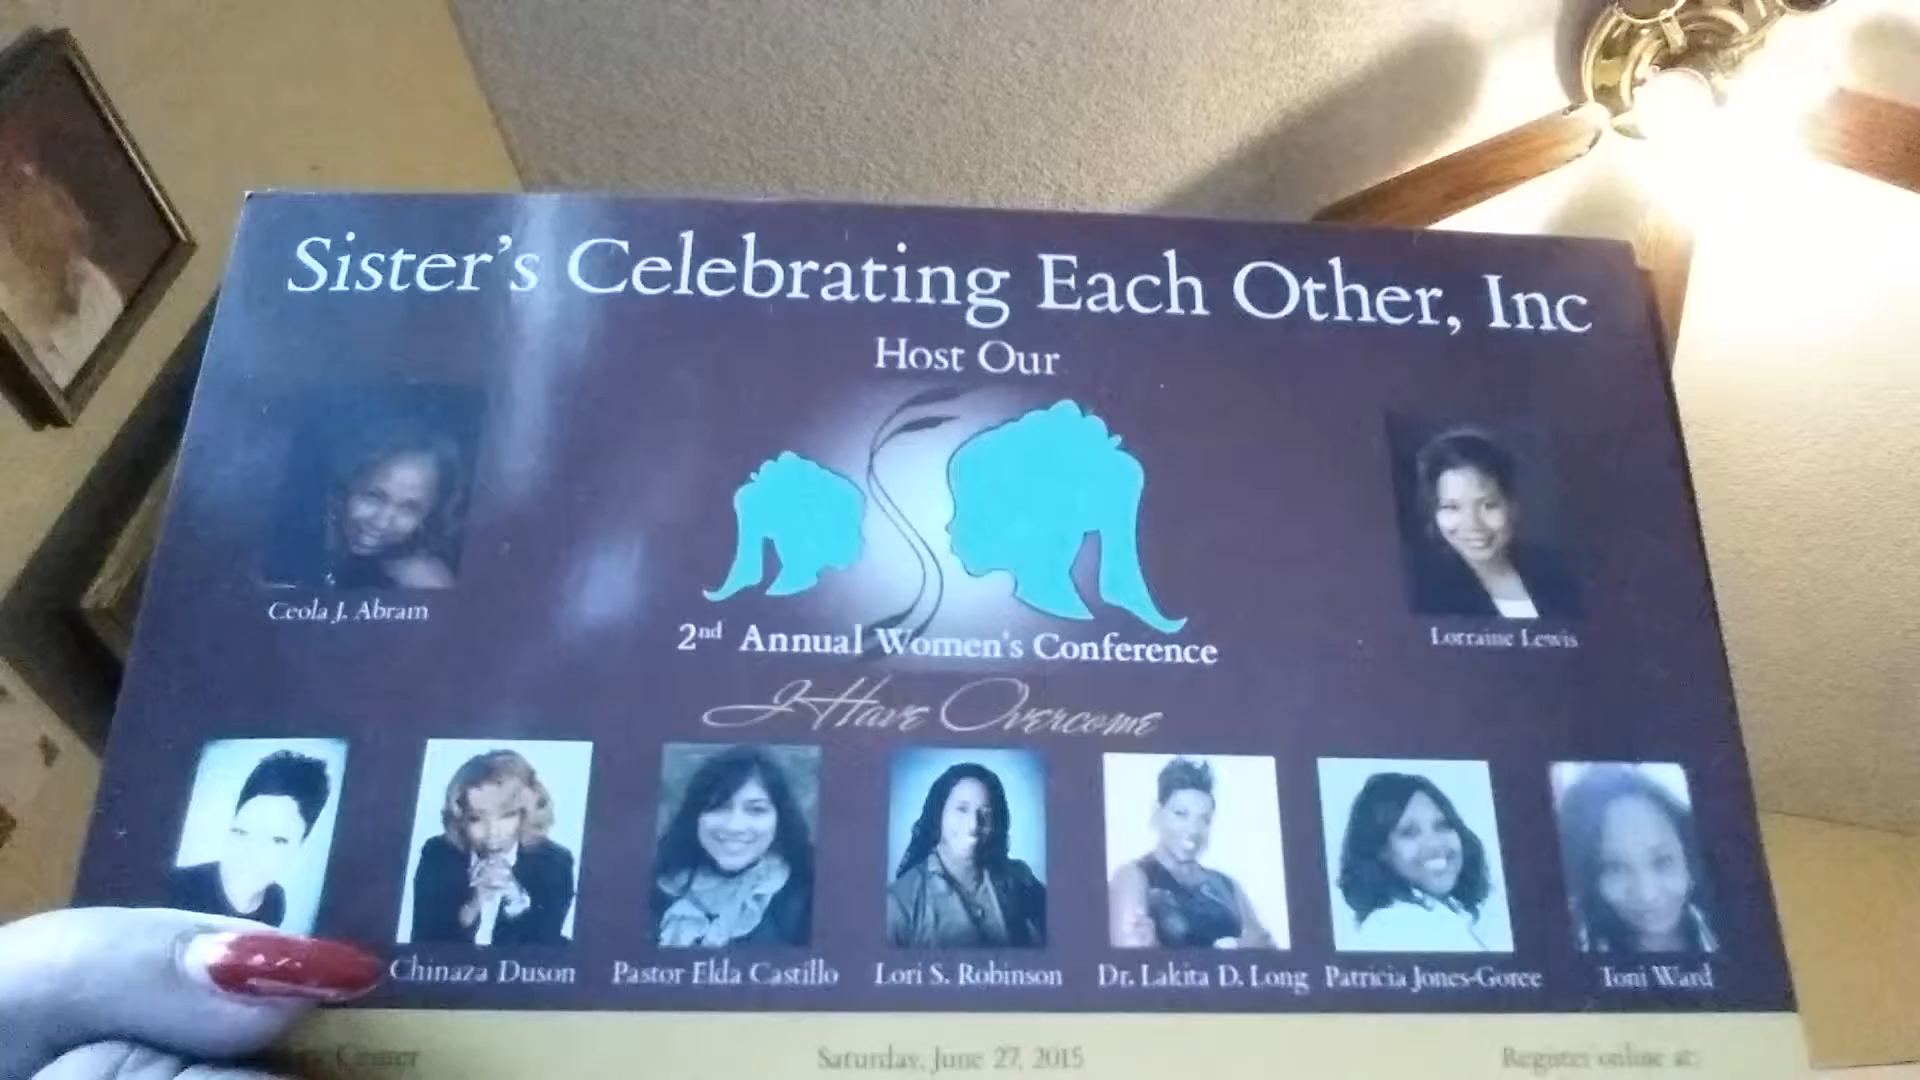 Sister's Celebrating Each Other, Inc
Host Our
Ceola J. Abram
Lorraine Lewis
2nd Annual Women's Conference
I Have Overcome
Chinaza Duson
Pastor Elda Castillo
Lori S. Robinson
Dr. Lakita D. Long
Patricia Jones-Goree
Toni Ward
Center
Saturday, June 27, 2015
Register online at: